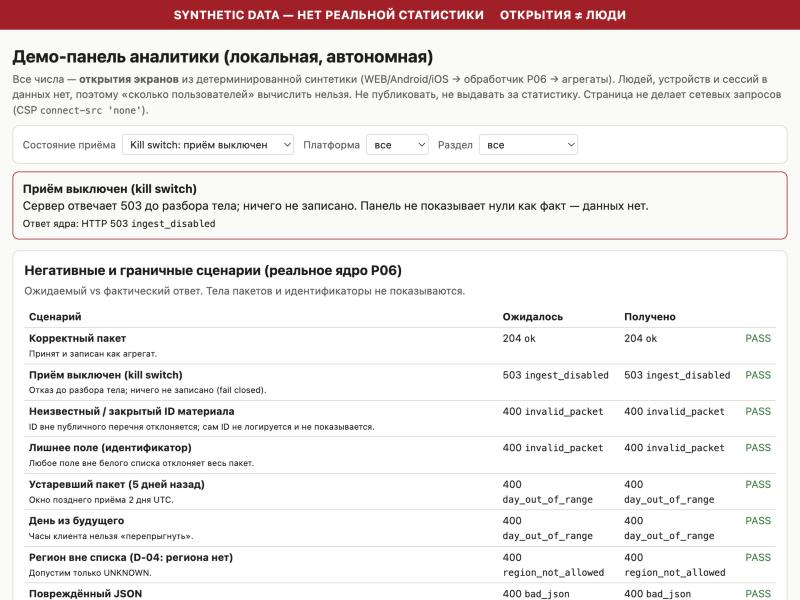 SYNTHETIC DATA — НЕТ РЕАЛЬНОЙ СТАТИСТИКИ ОТКРЫТИЯ ≠ ЛЮДИ
Демо-панель аналитики (локальная, автономная)
Все числа — открытия экранов из детерминированной синтетики (WEB/Android/iOS → обработчик P06 → агрегаты). Людей, устройств и сессий в
данных нет, поэтому «сколько пользователей» вычислить нельзя. Не публиковать, не выдавать за статистику. Страница не делает сетевых запросов
(CSP connect-src 'none').
Состояние приёма Kill switch: приём выключен Платформа все Раздел все
Приём выключен (kill switch)
Сервер отвечает 503 до разбора тела; ничего не записано. Панель не показывает нули как факт — данных нет.
Ответ ядра: HTTP 503 ingest_disabled
Негативные и граничные сценарии (реальное ядро P06)
Ожидаемый vs фактический ответ. Тела пакетов и идентификаторы не показываются.
Сценарий Ожидалось Получено
Корректный пакет 204 ok 204 ok PASS
Принят и записан как агрегат.
Приём выключен (kill switch) 503 ingest_disabled 503 ingest_disabled PASS
Отказ до разбора тела; ничего не записано (fail closed).
Неизвестный / закрытый ID материала 400 invalid_packet 400 invalid_packet PASS
ID вне публичного перечня отклоняется; сам ID не логируется и не показывается.
Лишнее поле (идентификатор) 400 invalid_packet 400 invalid_packet PASS
Любое поле вне белого списка отклоняет весь пакет.
Устаревший пакет (5 дней назад) 400 400 PASS
Окно позднего приёма 2 дня UTC. day_out_of_range day_out_of_range
День из будущего 400 400 PASS
Часы клиента нельзя «перепрыгнуть». day_out_of_range day_out_of_range
Регион вне списка (D-04: региона нет) 400 400 PASS
Допустим только UNKNOWN. region_not_allowed region_not_allowed
Повреждённый JSON 400 bad_json 400 bad_json PASS